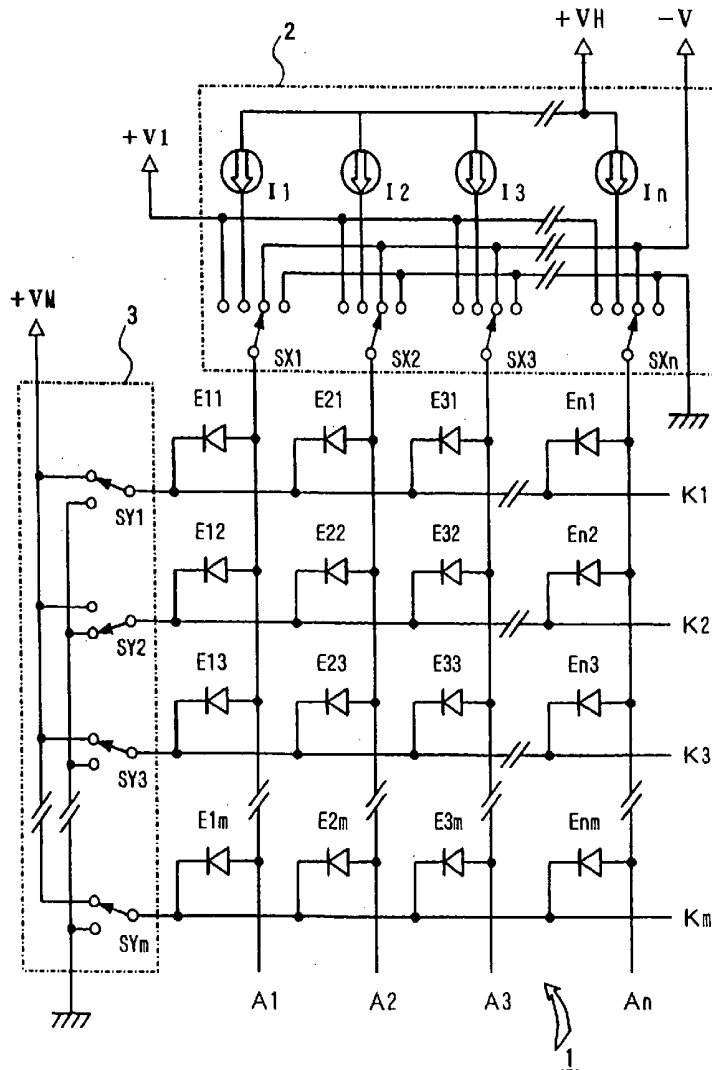 2
+VH
-V
+V1
I1
I2
I3
In
+VM
3
SX1
SX2
SX3
SXn
E11
E21
E31
En1
SY1
K1
E12
E22
E32
En2
SY2
K2
E13
E23
E33
En3
SY3
K3
E1m
E2m
E3m
Enm
SYm
Km
A1
A2
A3
An
1